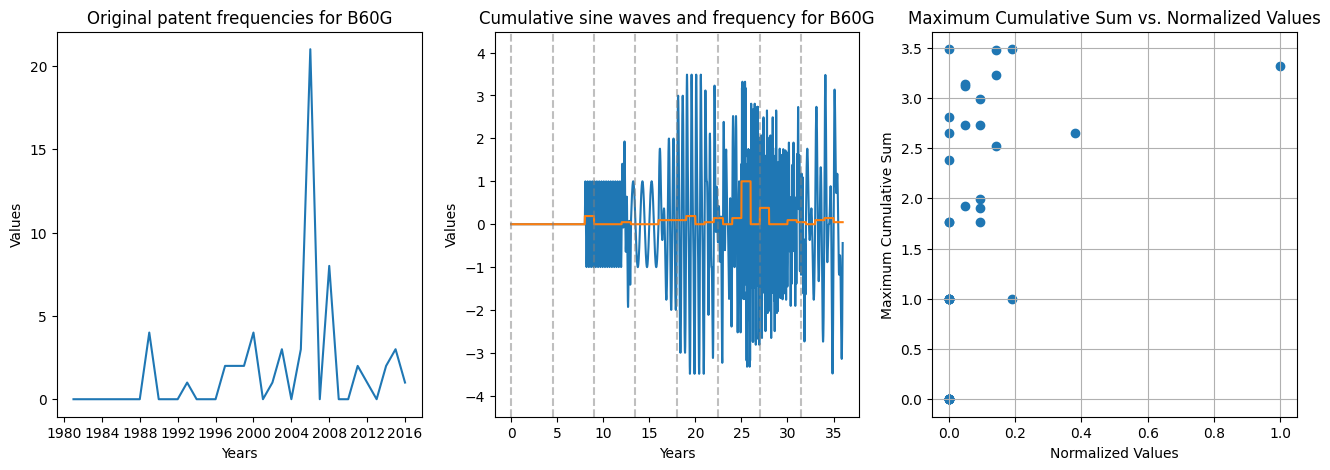 Original patent frequencies for B60G
Values
20
15
10
5
0
1980 1984 1988 1992 1996 2000 2004 2008 2012 2016
Years
Cumulative sine waves and frequency for B60G
Values
4
3
2
1
0
−1
−2
−3
−4
0 5 10 15 20 25 30 35
Years
Maximum Cumulative Sum vs. Normalized Values
Maximum Cumulative Sum
3.5
3.0
2.5
2.0
1.5
1.0
0.5
0.0
0.0 0.2 0.4 0.6 0.8 1.0
Normalized Values